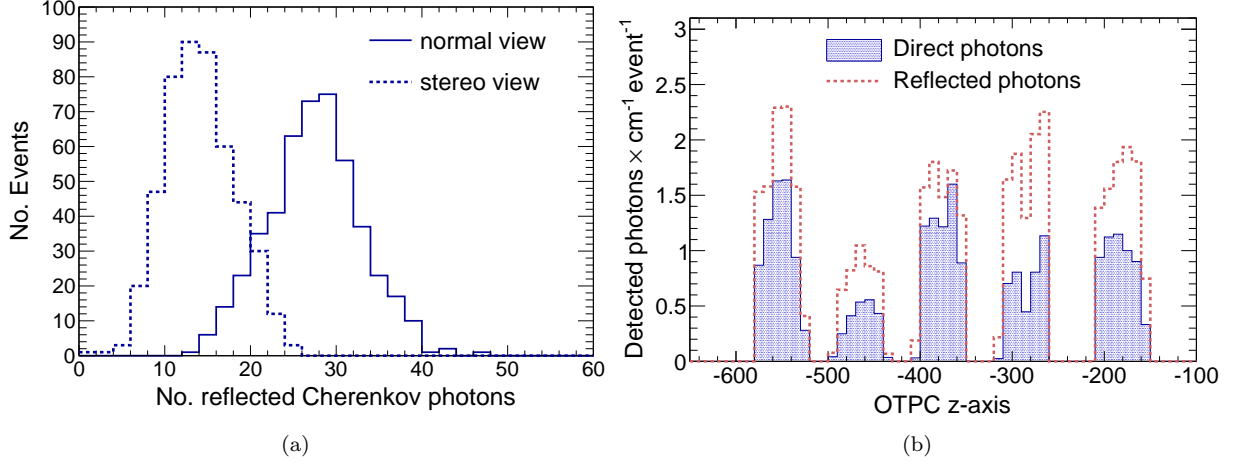 100
90
80
70
60
50
40
30
20
10
0
No. Events
normal view
stereo view
0 10 20 30 40 50 60
No. reflected Cherenkov photons
(a)
3
2.5
2
1.5
1
0.5
0
Detected photons × cm⁻¹ event⁻¹
Direct photons
Reflected photons
-600 -500 -400 -300 -200 -100
OTPC z-axis
(b)